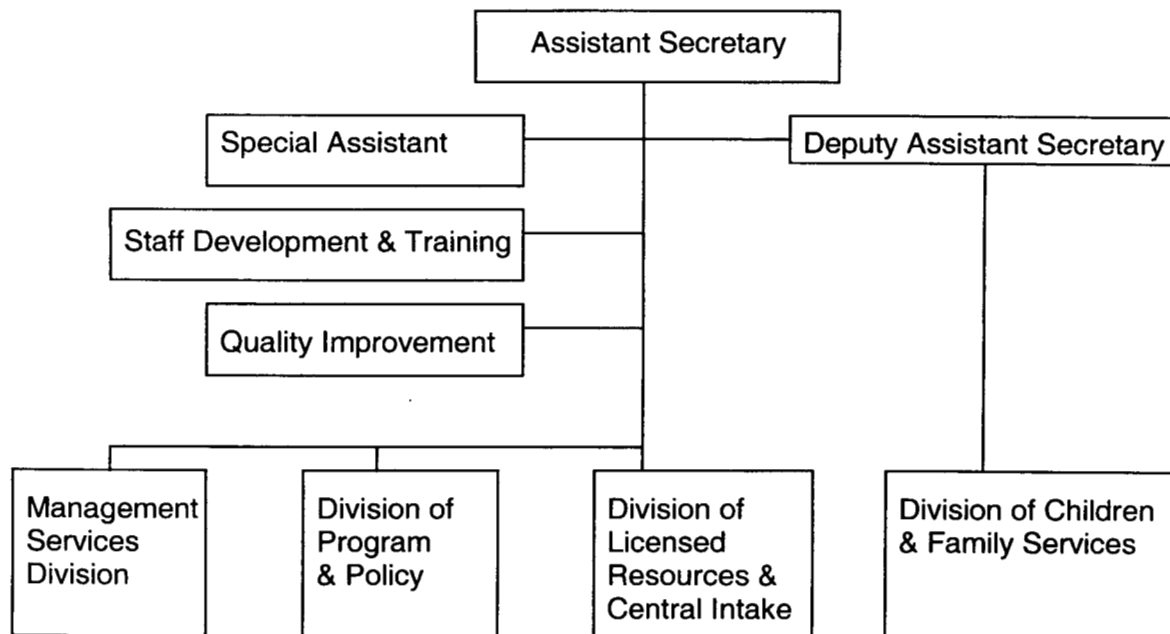 Assistant Secretary
Special Assistant
Deputy Assistant Secretary
Staff Development & Training
Quality Improvement
Management
Services
Division
Division of
Program
& Policy
Division of
Licensed
Resources &
Central Intake
Division of Children
& Family Services